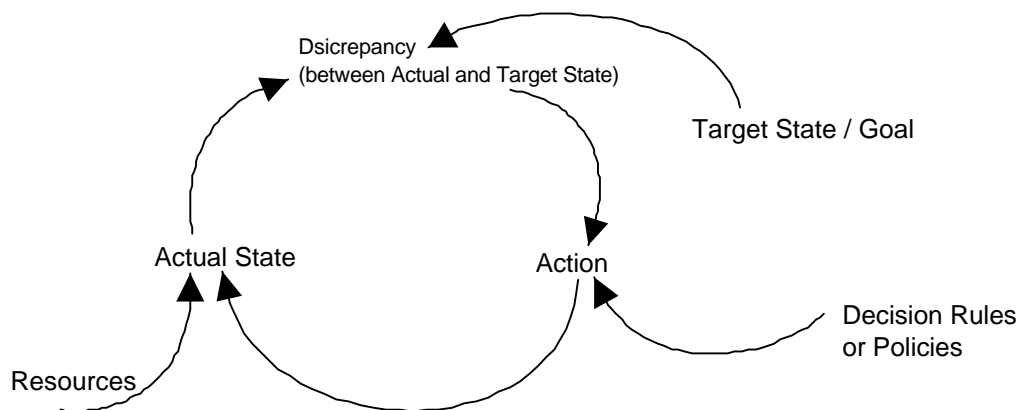 Dsicrepancy
(between Actual and Target State)
Target State / Goal
Actual State
Action
Decision Rules
or Policies
Resources